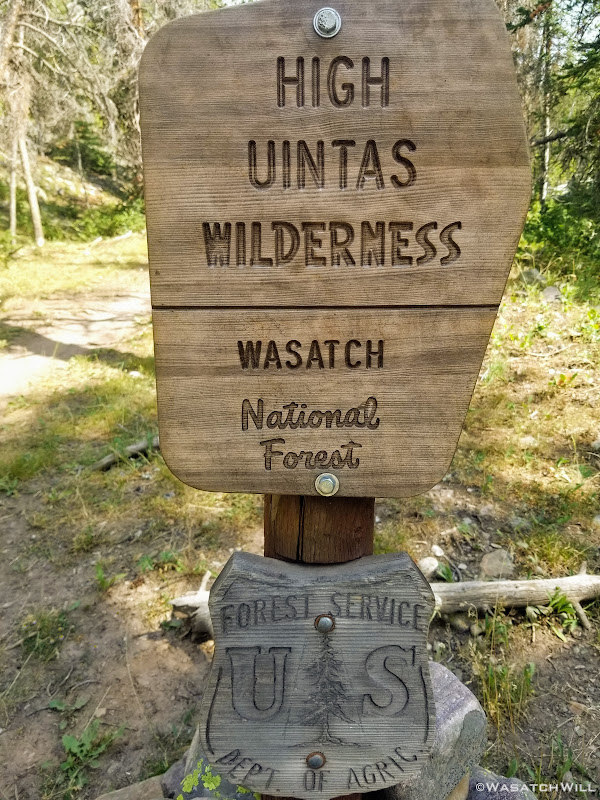 HIGH
UINTAS
WILDERNESS
WASATCH
National
Forest
FOREST SERVICE
U S
DEPT. OF AGRIC.
©WASATCHWILL